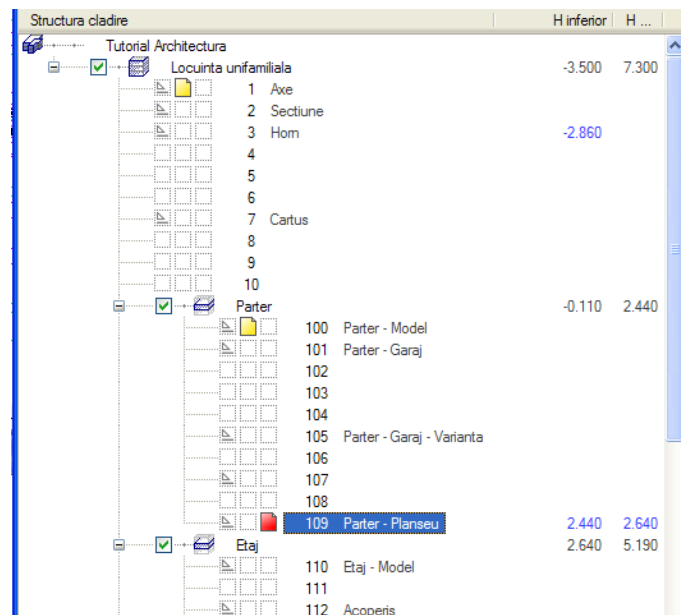 Structura cladire H inferior H ...
Tutorial Architectura
Locuinta unifamiliala -3.500 7.300
1 Axe
2 Sectiune
3 Horn -2.860
4
5
6
7 Cartus
8
9
10
Parter -0.110 2.440
100 Parter - Model
101 Parter - Garaj
102
103
104
105 Parter - Garaj - Varianta
106
107
108
109 Parter - Planseu 2.440 2.640
Etaj 2.640 5.190
110 Etaj - Model
111
112 Acoperis